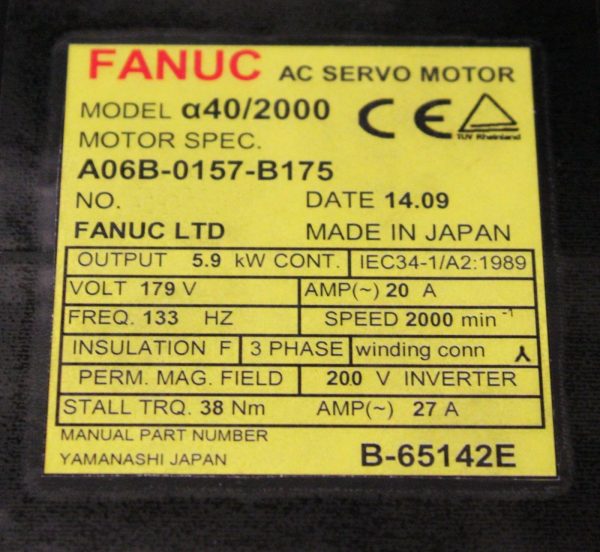 FANUC AC SERVO MOTOR
MODEL α40/2000
MOTOR SPEC.
A06B-0157-B175
CE TÜV Rheinland
NO. DATE 14.09
FANUC LTD MADE IN JAPAN
OUTPUT 5.9 kW CONT. IEC34-1/A2:1989
VOLT 179 V AMP(~) 20 A
FREQ. 133 HZ SPEED 2000 min⁻¹
INSULATION F 3 PHASE winding conn
PERM. MAG. FIELD 200 V INVERTER
STALL TRQ. 38 Nm AMP(~) 27 A
MANUAL PART NUMBER
YAMANASHI JAPAN B-65142E